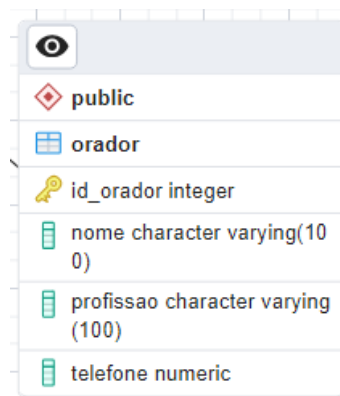 public
orador
id_orador integer
nome character varying(10
0)
profissao character varying
(100)
telefone numeric